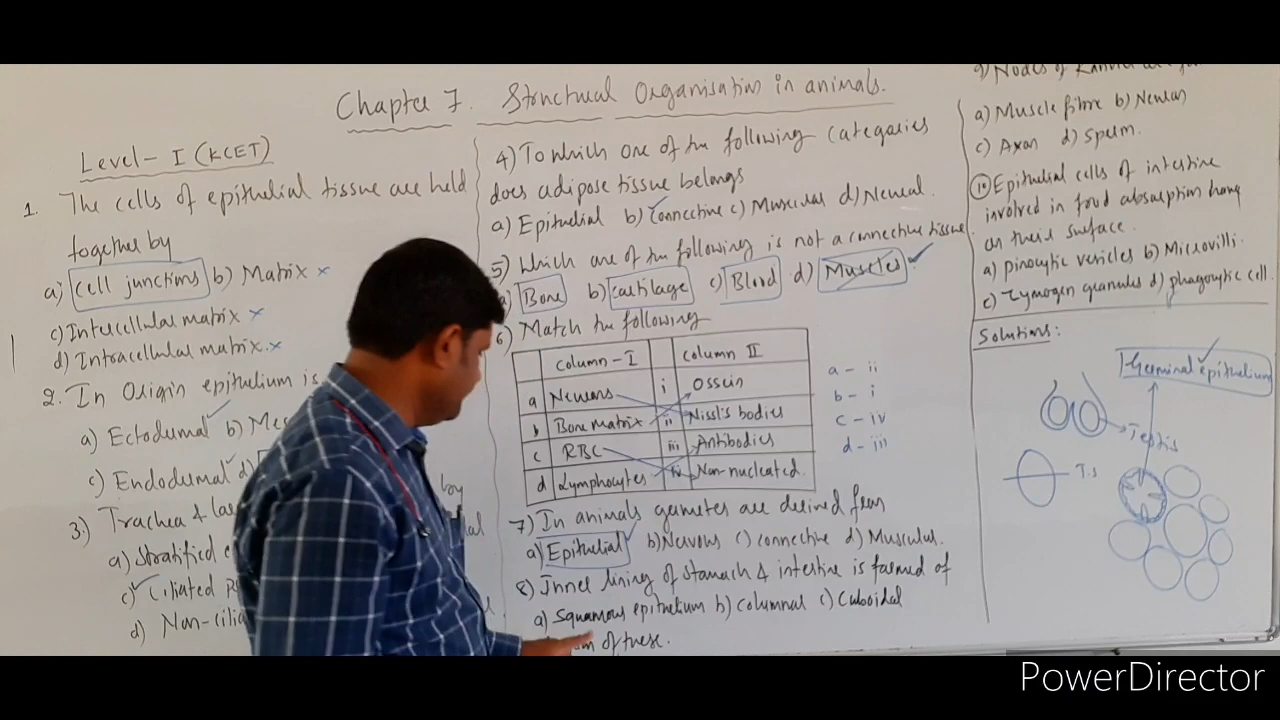 Chapter 7. Structural Organisation in animals.
Level - I (KCET)
1. The cells of epithelial tissue are held
together by
a) cell junctions b) Matrix ×
c) Intercellular matrix ×
d) Intracellular matrix. ×
2. In Origin epithelium is
a) Ectodermal ✓ b) Mes
c) Endodermal ✓ d)
3.) Trachea & la
by
a) Stratified
c) ✓ Ciliated
d) Non-cilia
4) To which one of the following categories
does adipose tissue belongs
a) Epithelial b) Connective ✓ c) Muscular d) Neural.
5) Which one of the following is not a connective tissue.
a) Bone b) Cartilage c) Blood d) Muscles ✓
6) Match the following
Column-I Column II
a Neurons i Ossein
b Bone matrix ii Nissl's bodies
c RBC iii Antibodies
d Lymphocytes iv Non-nucleated.
a - ii
b - i
c - iv
d - iii
7) In animals gametes are derived from
a) Epithelial ✓ b) Nervous c) connective d) Muscular.
8) Inner lining of stomach & intestine is formed of
a) Squamous epithelium b) columnar c) Cuboidal
of these.
9) Nodes of Ranvier are
a) Muscle fibre b) Neuron
c) Axon d) Sperm.
10 Epithelial cells of intestine
involved in food absorption have
on their surface.
a) pinocytic vesicles b) Microvilli.
c) Zymogen granules d) phagocytic cell.
Solutions:
Germinal epithelium ✓
Testis
T.S
PowerDirector